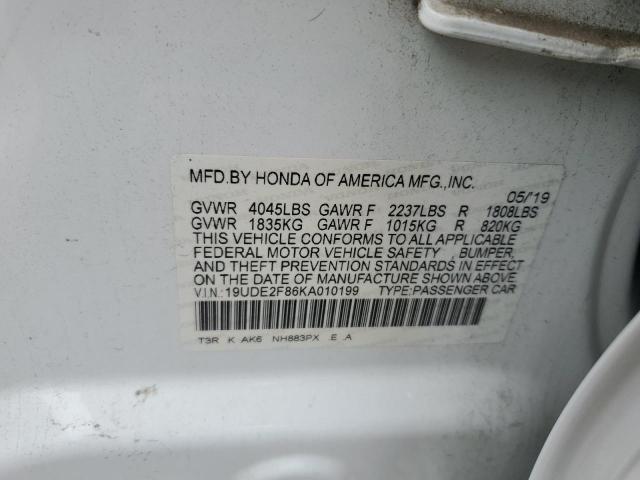 MFD.BY HONDA OF AMERICA MFG.,INC.
05/19
GVWR 4045LBS GAWR F 2237LBS R 1808LBS
GVWR 1835KG GAWR F 1015KG R 820KG
THIS VEHICLE CONFORMS TO ALL APPLICABLE
FEDERAL MOTOR VEHICLE SAFETY , BUMPER,
AND THEFT PREVENTION STANDARDS IN EFFECT
ON THE DATE OF MANUFACTURE SHOWN ABOVE.
V.I.N.:19UDE2F86KA010199 TYPE:PASSENGER CAR
T3R K AK6 NH883PX .E .A